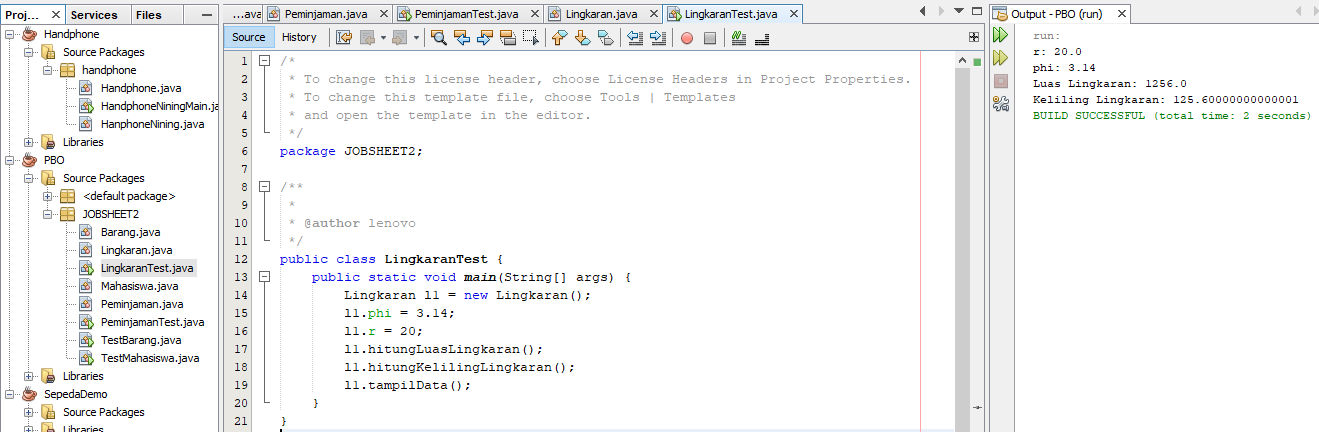 Proj...
Services
Files
Handphone
Source Packages
handphone
Handphone.java
HandphoneNiningMain.ja
HanphoneNining.java
Libraries
PBO
Source Packages
<default package>
JOBSHEET2
Barang.java
Lingkaran.java
LingkaranTest.java
Mahasiswa.java
Peminjaman.java
PeminjamanTest.java
TestBarang.java
TestMahasiswa.java
Libraries
SepedaDemo
Source Packages
Libraries
...ava Peminjaman.java PeminjamanTest.java Lingkaran.java LingkaranTest.java
Source History
1 /*
2 * To change this license header, choose License Headers in Project Properties.
3 * To change this template file, choose Tools | Templates
4 * and open the template in the editor.
5 */
6 package JOBSHEET2;
7
8 /**
9 *
10 * @author lenovo
11 */
12 public class LingkaranTest {
13 public static void main(String[] args) {
14 Lingkaran l1 = new Lingkaran();
15 l1.phi = 3.14;
16 l1.r = 20;
17 l1.hitungLuasLingkaran();
18 l1.hitungKelilingLingkaran();
19 l1.tampilData();
20 }
21 }
Output - PBO (run)
run:
r: 20.0
phi: 3.14
Luas Lingkaran: 1256.0
Keliling Lingkaran: 125.60000000000001
BUILD SUCCESSFUL (total time: 2 seconds)